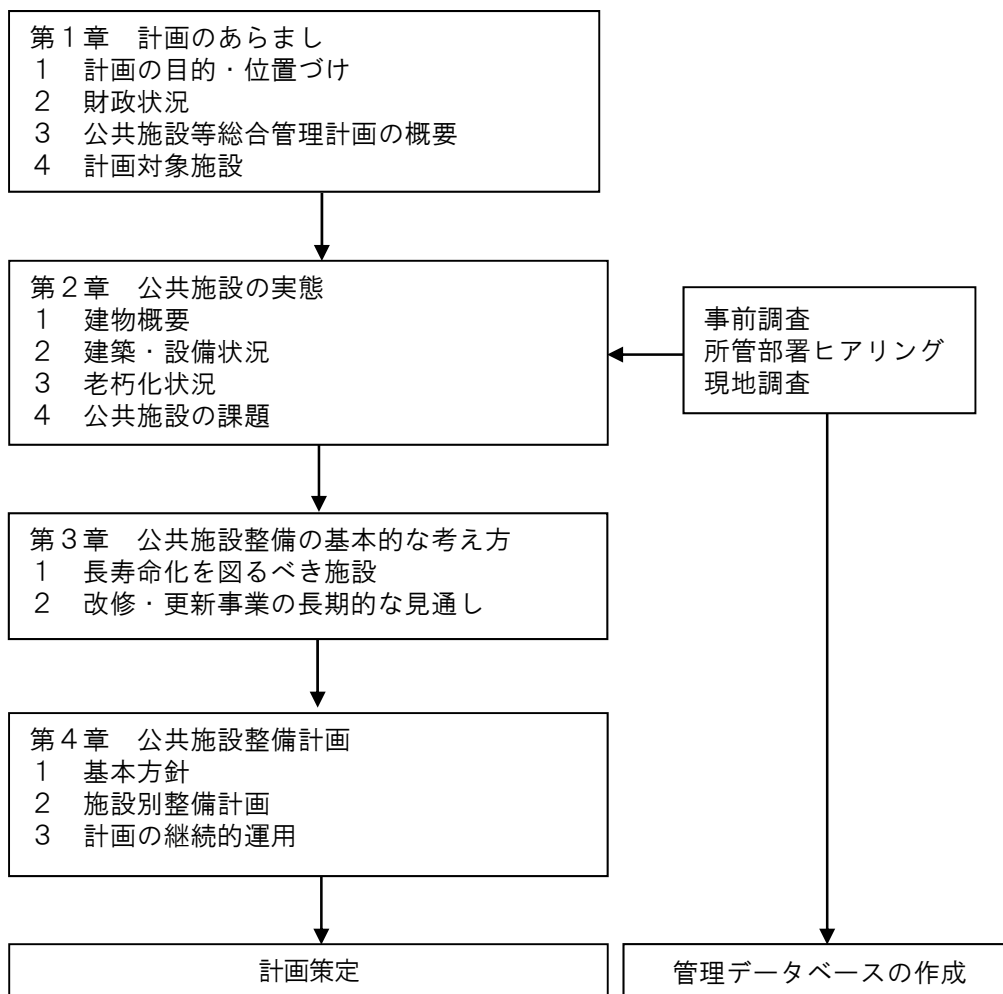 第１章　計画のあらまし
１　計画の目的・位置づけ
２　財政状況
３　公共施設等総合管理計画の概要
４　計画対象施設
第２章　公共施設の実態
１　建物概要
２　建築・設備状況
３　老朽化状況
４　公共施設の課題
事前調査
所管部署ヒアリング
現地調査
第３章　公共施設整備の基本的な考え方
１　長寿命化を図るべき施設
２　改修・更新事業の長期的な見通し
第４章　公共施設整備計画
１　基本方針
２　施設別整備計画
３　計画の継続的運用
計画策定
管理データベースの作成